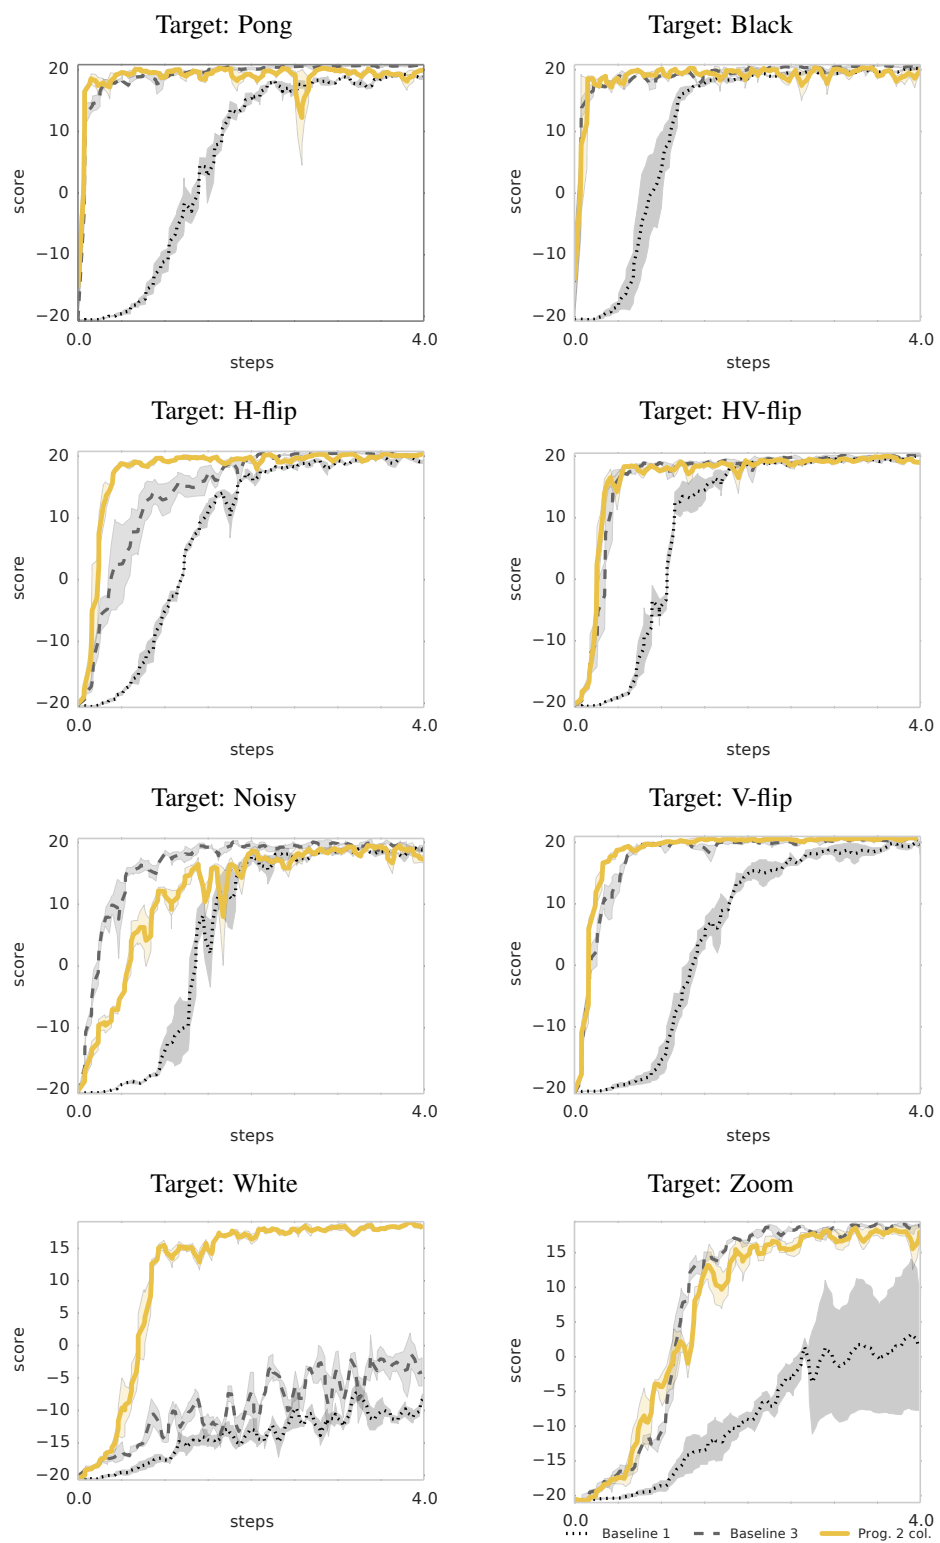 Target: Pong
20
10
0
−10
−20
score
0.0
4.0
steps
Target: Black
20
10
0
−10
−20
score
0.0
4.0
steps
Target: H-flip
20
10
0
−10
−20
score
0.0
4.0
steps
Target: HV-flip
20
10
0
−10
−20
score
0.0
4.0
steps
Target: Noisy
20
10
0
−10
−20
score
0.0
4.0
steps
Target: V-flip
20
10
0
−10
−20
score
0.0
4.0
steps
Target: White
15
10
5
0
−5
−10
−15
−20
score
0.0
4.0
steps
Target: Zoom
15
10
5
0
−5
−10
−15
−20
score
0.0
4.0
Baseline 1 Baseline 3 Prog. 2 col.